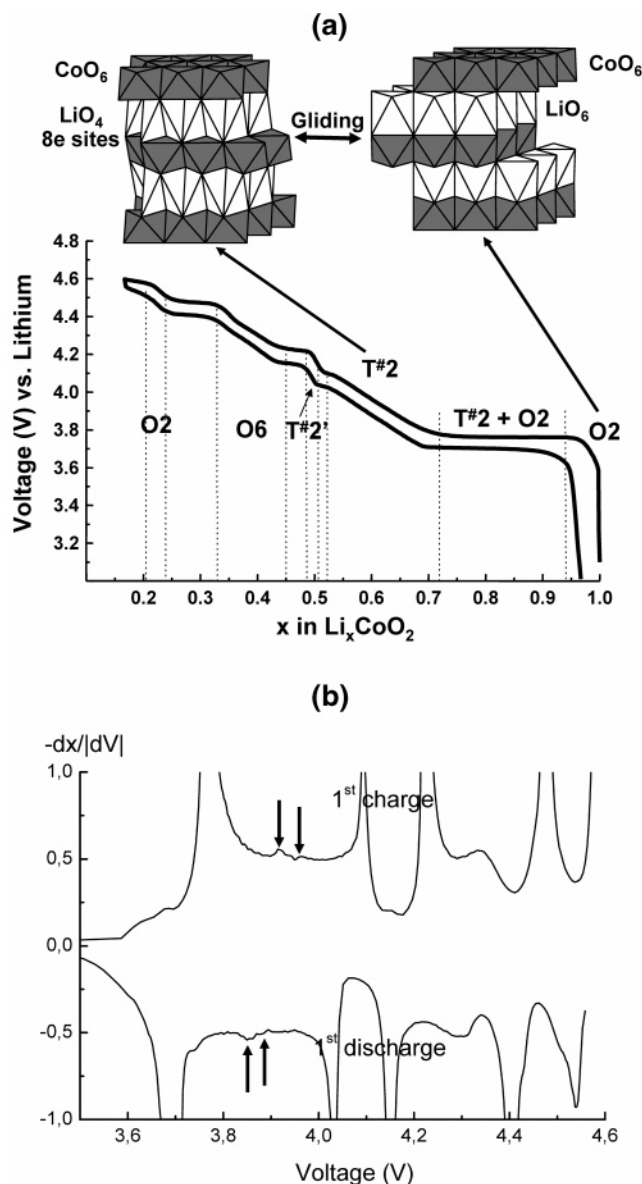 (a)
CoO6
CoO6
LiO4
8e sites
Gliding
LiO6
4.8
4.6
4.4
4.2
4.0
3.8
3.6
3.4
3.2
Voltage (V) vs. Lithium
O2
O6
T#2'
T#2
T#2 + O2
O2
0.2 0.3 0.4 0.5 0.6 0.7 0.8 0.9 1.0
x in LixCoO2
(b)
-dx/|dV|
1,0
0,5
0,0
-0,5
-1,0
1st charge
1st discharge
3,6 3,8 4,0 4,2 4,4 4,6
Voltage (V)